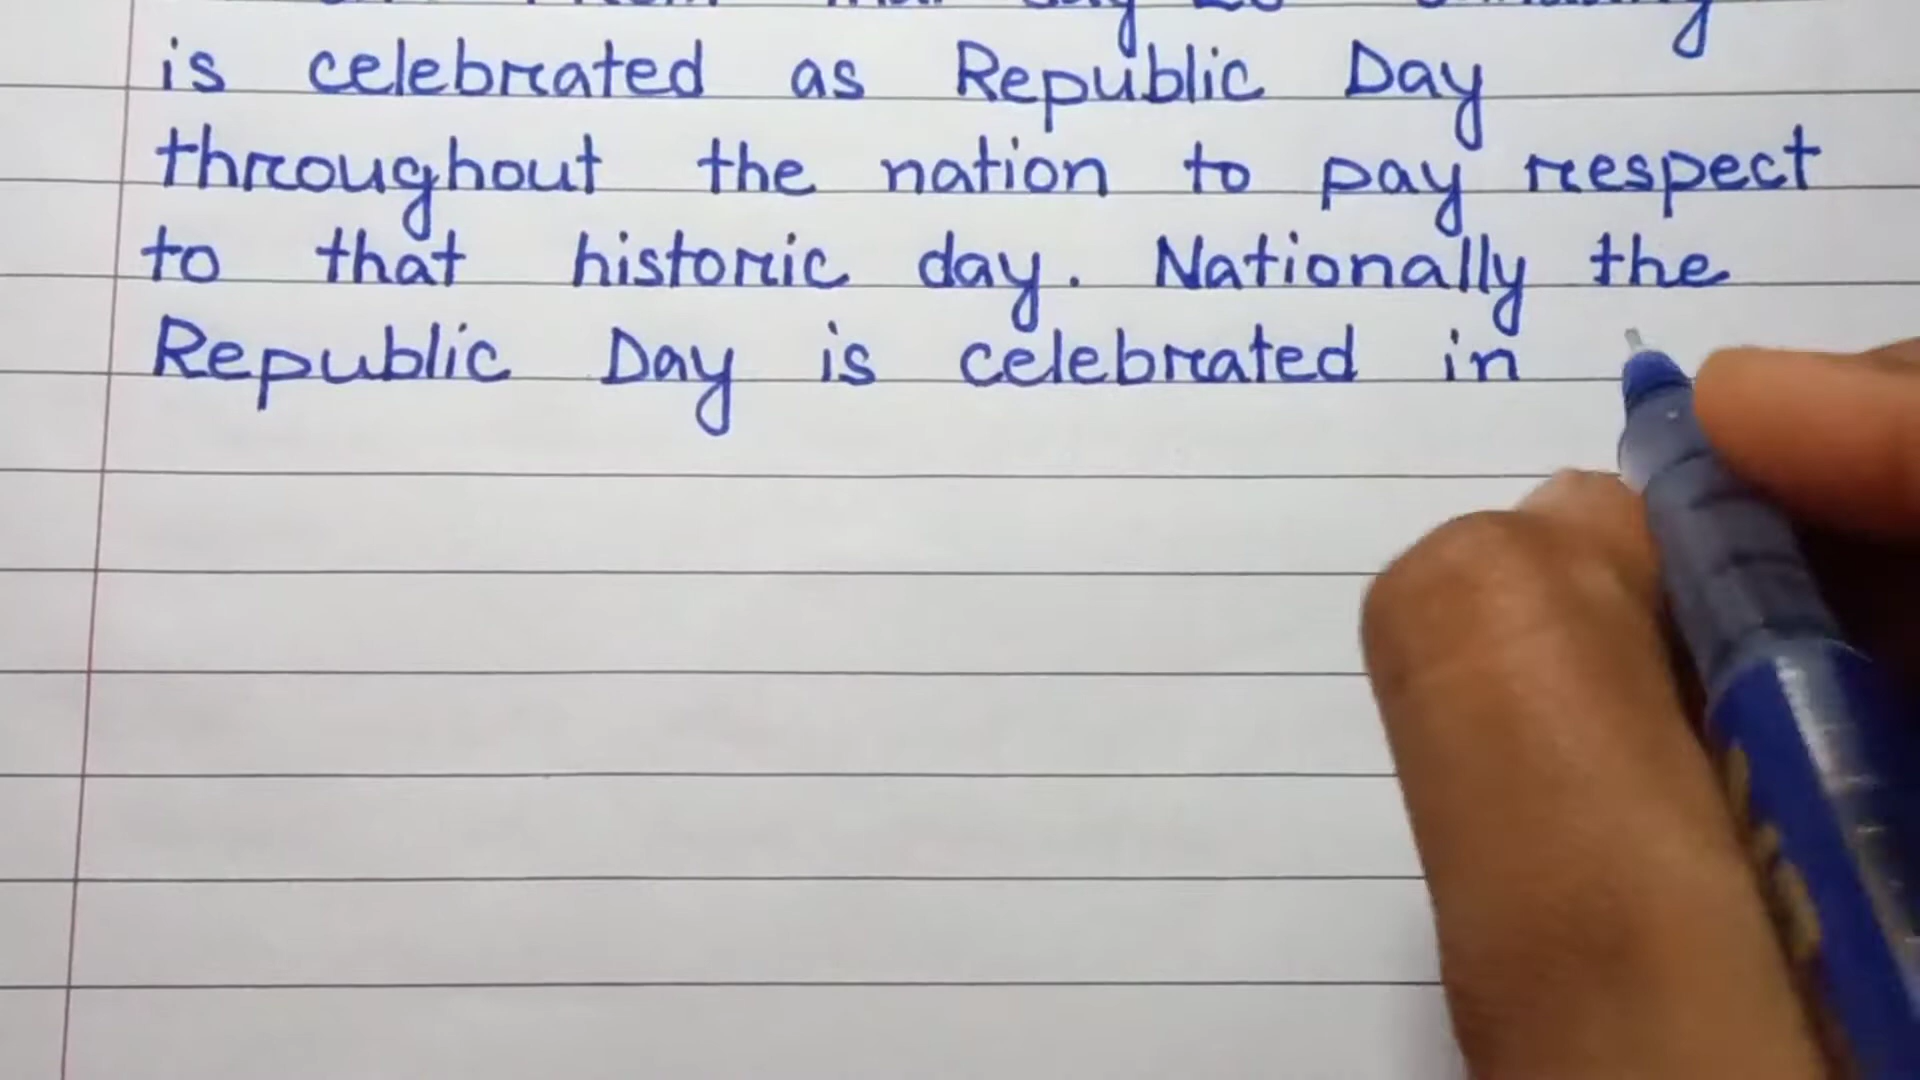 is celebrated as Republic Day
throughout the nation to pay respect
to that historic day. Nationally the
Republic Day is celebrated in